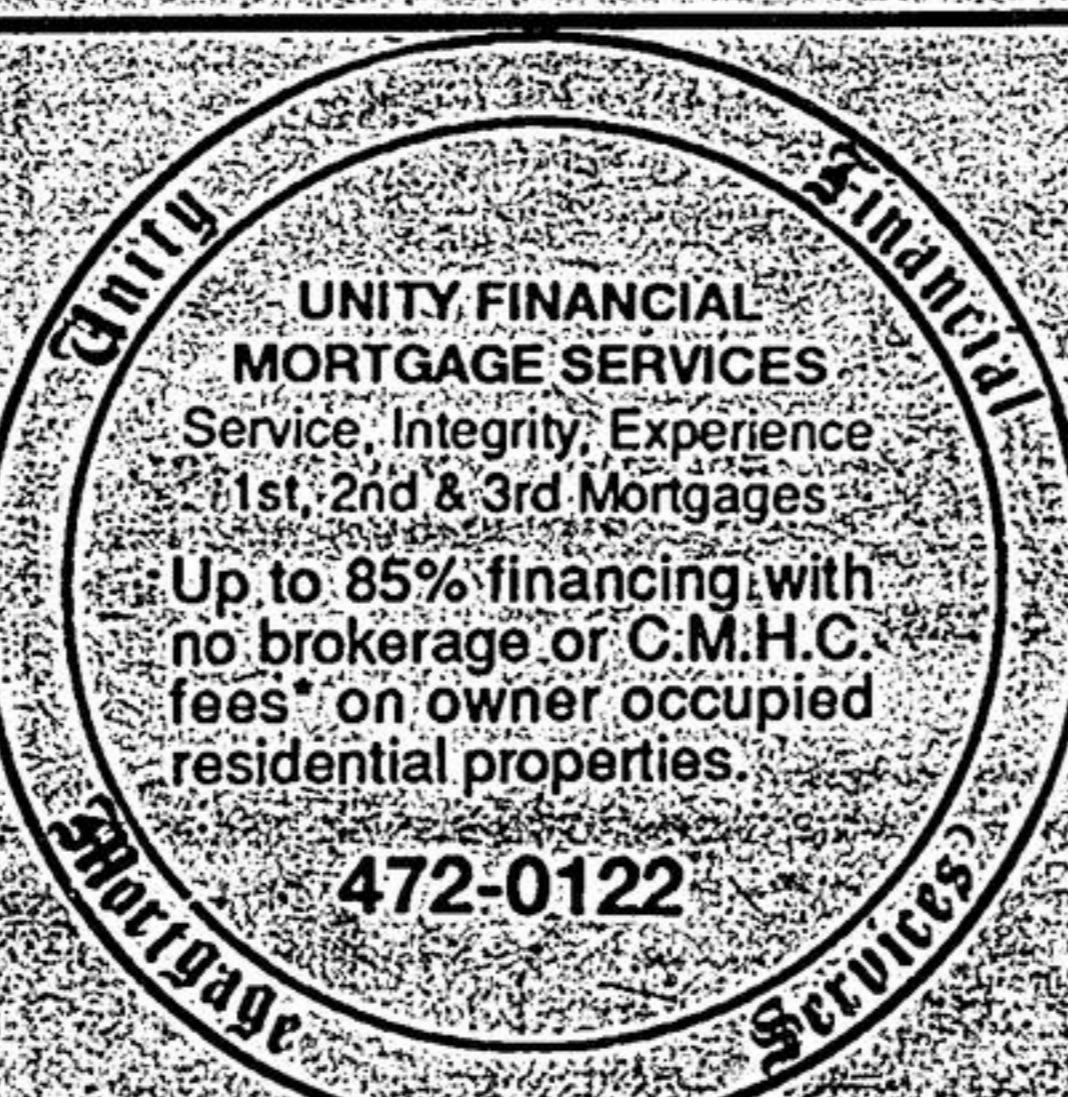 Unity
Financial
UNITY FINANCIAL
MORTGAGE SERVICES
Service, Integrity, Experience
1st, 2nd & 3rd Mortgages
Up to 85% financing with
no brokerage or C.M.H.C.
fees* on owner occupied
residential properties.
472-0122
Mortgage
Services